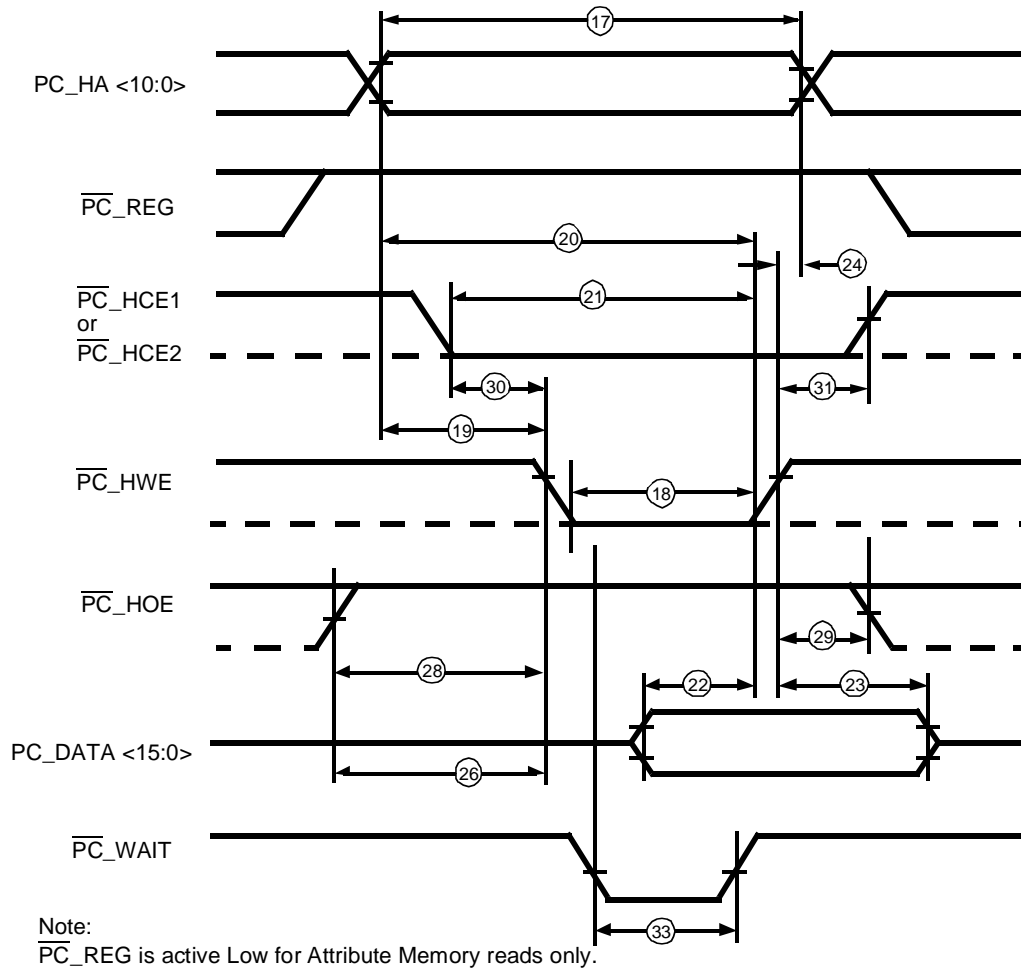 17
PC_HA <10:0>
PC_REG
20
24
PC_HCE1
or
PC_HCE2
21
30
31
19
PC_HWE
18
PC_HOE
29
28
22
23
PC_DATA <15:0>
26
PC_WAIT
33
Note:
PC_REG is active Low for Attribute Memory reads only.